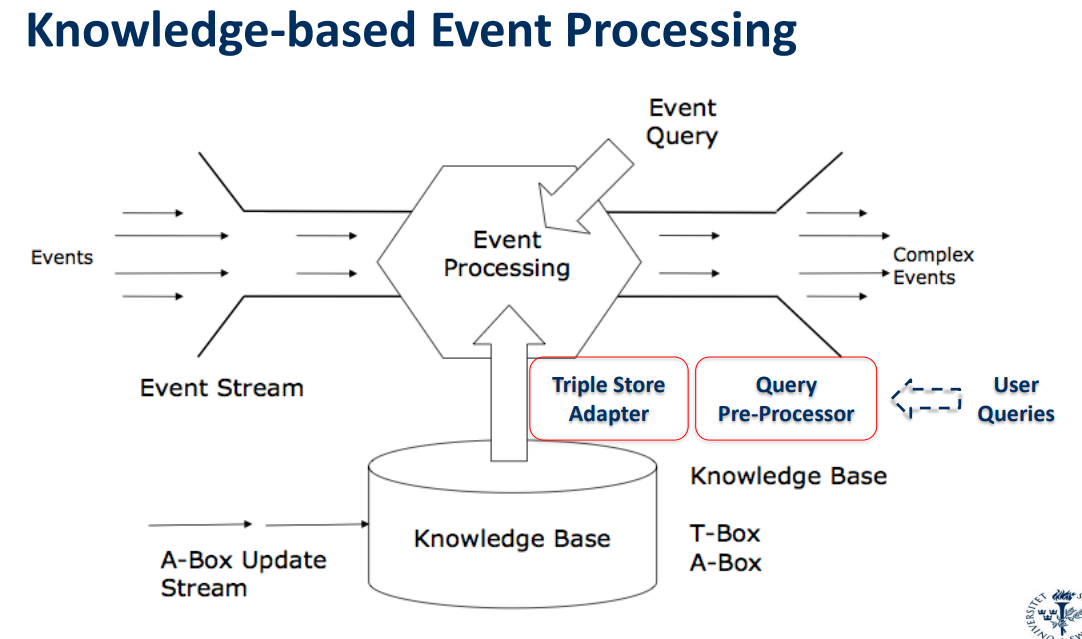 Knowledge-based Event Processing
Event
Query
Events
Event
Processing
Complex
Events
Event Stream
Triple Store
Adapter
Query
Pre-Processor
User
Queries
Knowledge Base
Knowledge Base
T-Box
A-Box
A-Box Update
Stream